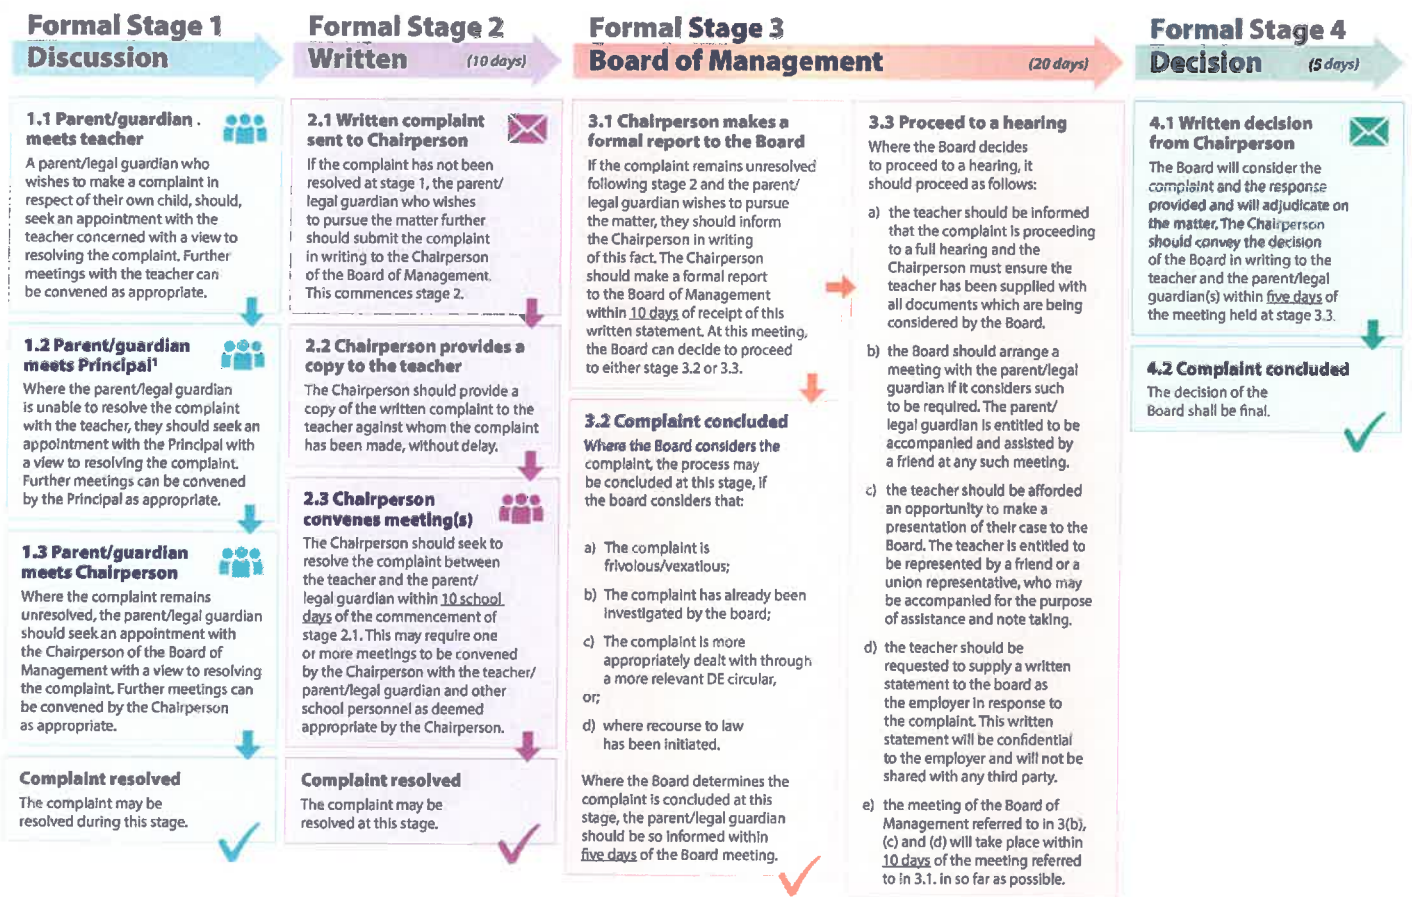 Formal Stage 1
Discussion
1.1 Parent/guardian .
meets teacher
A parent/legal guardian who
wishes to make a complaint in
respect of their own child, should,
seek an appointment with the
teacher concerned with a view to
resolving the complaint. Further
meetings with the teacher can
be convened as appropriate.
1.2 Parent/guardian
meets Principal¹
Where the parent/legal guardian
is unable to resolve the complaint
with the teacher, they should seek an
appointment with the Principal with
a view to resolving the complaint.
Further meetings can be convened
by the Principal as appropriate.
1.3 Parent/guardian
meets Chairperson
Where the complaint remains
unresolved, the parent/legal guardian
should seek an appointment with
the Chairperson of the Board of
Management with a view to resolving
the complaint. Further meetings can
be convened by the Chairperson
as appropriate.
Complaint resolved
The complaint may be
resolved during this stage.
Formal Stage 2
Written (10 days)
2.1 Written complaint
sent to Chairperson
If the complaint has not been
resolved at stage 1, the parent/
legal guardian who wishes
to pursue the matter further
should submit the complaint
in writing to the Chairperson
of the Board of Management.
This commences stage 2.
2.2 Chairperson provides a
copy to the teacher
The Chairperson should provide a
copy of the written complaint to the
teacher against whom the complaint
has been made, without delay.
2.3 Chairperson
convenes meeting(s)
The Chairperson should seek to
resolve the complaint between
the teacher and the parent/
legal guardian within 10 school
days of the commencement of
stage 2.1. This may require one
or more meetings to be convened
by the Chairperson with the teacher/
parent/legal guardian and other
school personnel as deemed
appropriate by the Chairperson.
Complaint resolved
The complaint may be
resolved at this stage.
Formal Stage 3
Board of Management (20 days)
3.1 Chairperson makes a
formal report to the Board
If the complaint remains unresolved
following stage 2 and the parent/
legal guardian wishes to pursue
the matter, they should inform
the Chairperson in writing
of this fact. The Chairperson
should make a formal report
to the Board of Management
within 10 days of receipt of this
written statement. At this meeting,
the Board can decide to proceed
to either stage 3.2 or 3.3.
3.2 Complaint concluded
Where the Board considers the
complaint, the process may
be concluded at this stage, if
the board considers that:
a) The complaint is
frivolous/vexatious;
b) The complaint has already been
investigated by the board;
c) The complaint is more
appropriately dealt with through
a more relevant DE circular,
or;
d) where recourse to law
has been initiated.
Where the Board determines the
complaint is concluded at this
stage, the parent/legal guardian
should be so informed within
five days of the Board meeting.
3.3 Proceed to a hearing
Where the Board decides
to proceed to a hearing, it
should proceed as follows:
a) the teacher should be informed
that the complaint is proceeding
to a full hearing and the
Chairperson must ensure the
teacher has been supplied with
all documents which are being
considered by the Board.
b) the Board should arrange a
meeting with the parent/legal
guardian if it considers such
to be required. The parent/
legal guardian is entitled to be
accompanied and assisted by
a friend at any such meeting.
c) the teacher should be afforded
an opportunity to make a
presentation of their case to the
Board. The teacher is entitled to
be represented by a friend or a
union representative, who may
be accompanied for the purpose
of assistance and note taking.
d) the teacher should be
requested to supply a written
statement to the board as
the employer in response to
the complaint. This written
statement will be confidential
to the employer and will not be
shared with any third party.
e) the meeting of the Board of
Management referred to in 3(b),
(c) and (d) will take place within
10 days of the meeting referred
to in 3.1. in so far as possible.
Formal Stage 4
Decision (5 days)
4.1 Written decision
from Chairperson
The Board will consider the
complaint and the response
provided and will adjudicate on
the matter. The Chairperson
should convey the decision
of the Board in writing to the
teacher and the parent/legal
guardian(s) within five days of
the meeting held at stage 3.3.
4.2 Complaint concluded
The decision of the
Board shall be final.